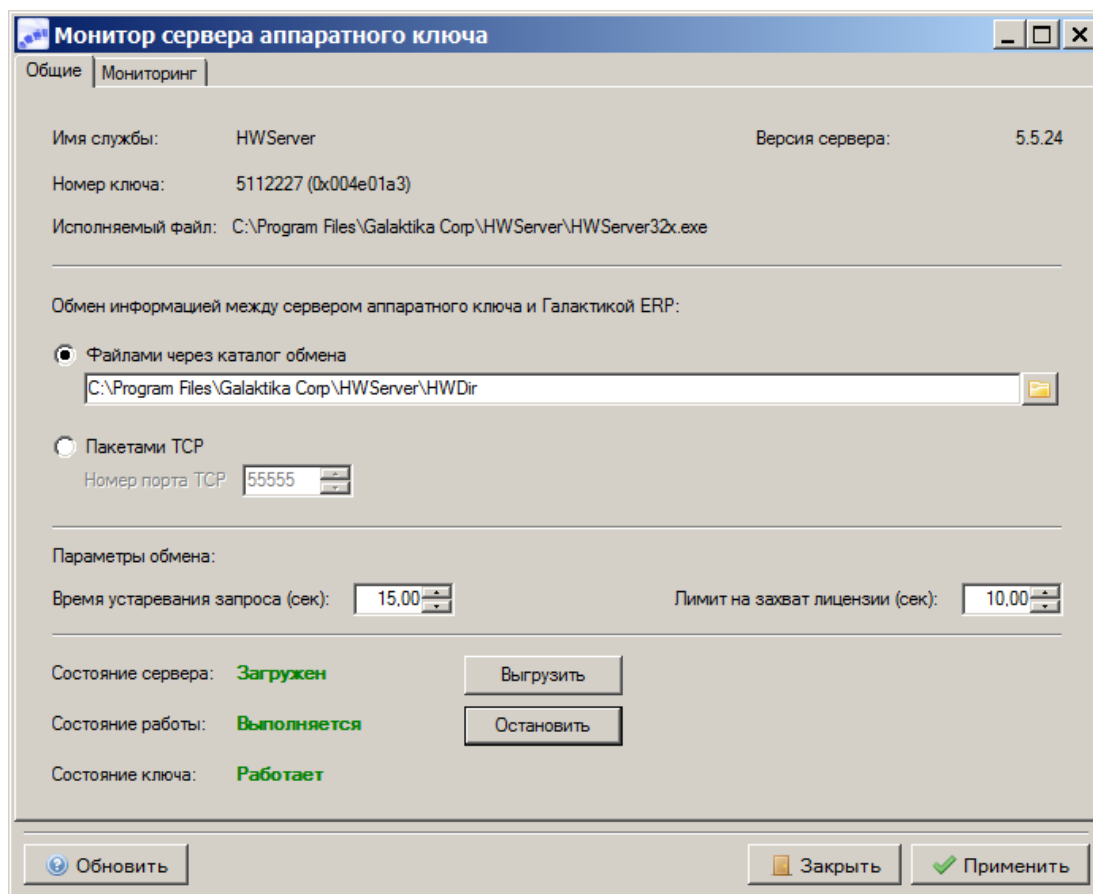 Монитор сервера аппаратного ключа
Общие Мониторинг
Имя службы: HWServer Версия сервера: 5.5.24
Номер ключа: 5112227 (0x004e01a3)
Исполняемый файл: C:\Program Files\Galaktika Corp\HWServer\HWServer32x.exe
Обмен информацией между сервером аппаратного ключа и Галактикой ERP:
Файлами через каталог обмена
C:\Program Files\Galaktika Corp\HWServer\HWDir
Пакетами TCP
Номер порта TCP 55555
Параметры обмена:
Время устаревания запроса (сек): 15,00 Лимит на захват лицензии (сек): 10,00
Состояние сервера: Загружен Выгрузить
Состояние работы: Выполняется Остановить
Состояние ключа: Работает
Обновить Закрыть Применить